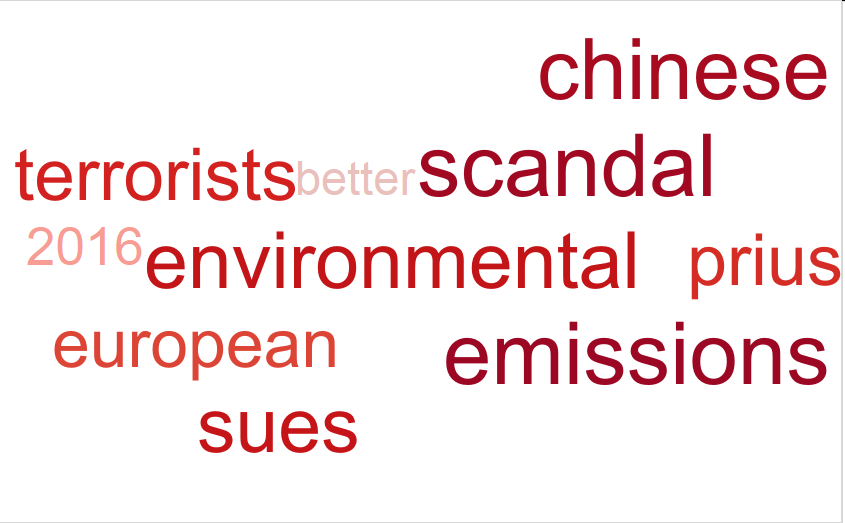 chinese
terrorists better scandal
2016 environmental prius
european emissions
sues